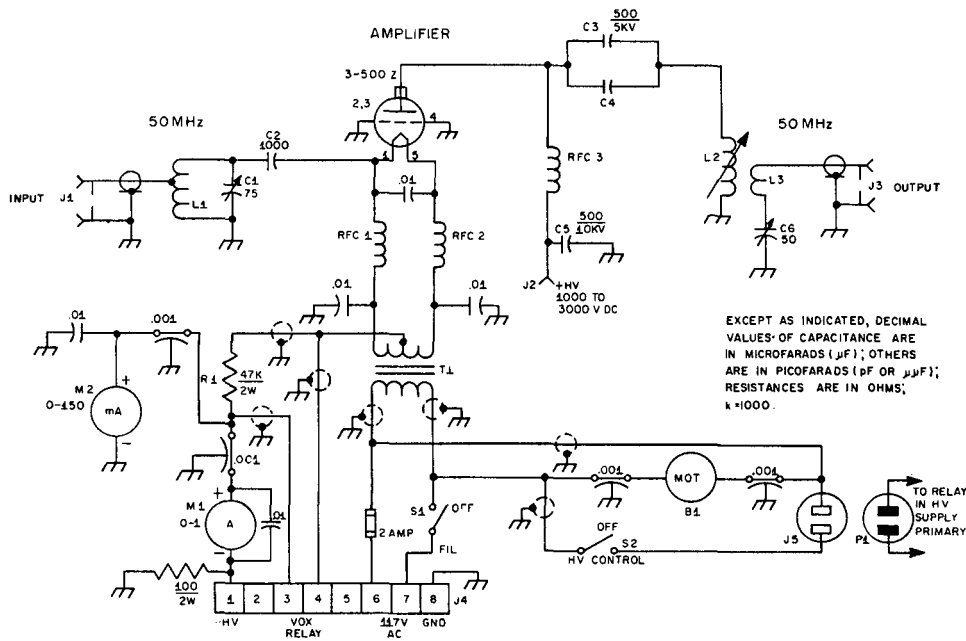 AMPLIFIER
500
5KV
C3
C4
3-500 Z
2,3
4
1
5
50 MHz
C2
1000
C1
75
L1
INPUT
J1
.01
RFC 1
RFC 2
RFC 3
.01
.01
C5
500
10KV
J2
+HV
1000 TO
3000 V DC
50 MHz
L2
L3
C6
50
J3
OUTPUT
EXCEPT AS INDICATED, DECIMAL
VALUES OF CAPACITANCE ARE
IN MICROFARADS (µF); OTHERS
ARE IN PICOFARADS (pF OR µµF);
RESISTANCES ARE IN OHMS;
k=1000.
.01
.001
M2
0-150
+
mA
-
R1
47K
2W
T1
.0C1
M1
0-1
+
A
-
.01
100
2W
2 AMP
S1
OFF
FIL
.001
MOT
B1
.001
OFF
S2
HV CONTROL
J5
P1
TO RELAY
IN HV
SUPPLY
PRIMARY
1
2
3
4
5
6
7
8
J4
-HV
VOX
RELAY
117V
AC
GND